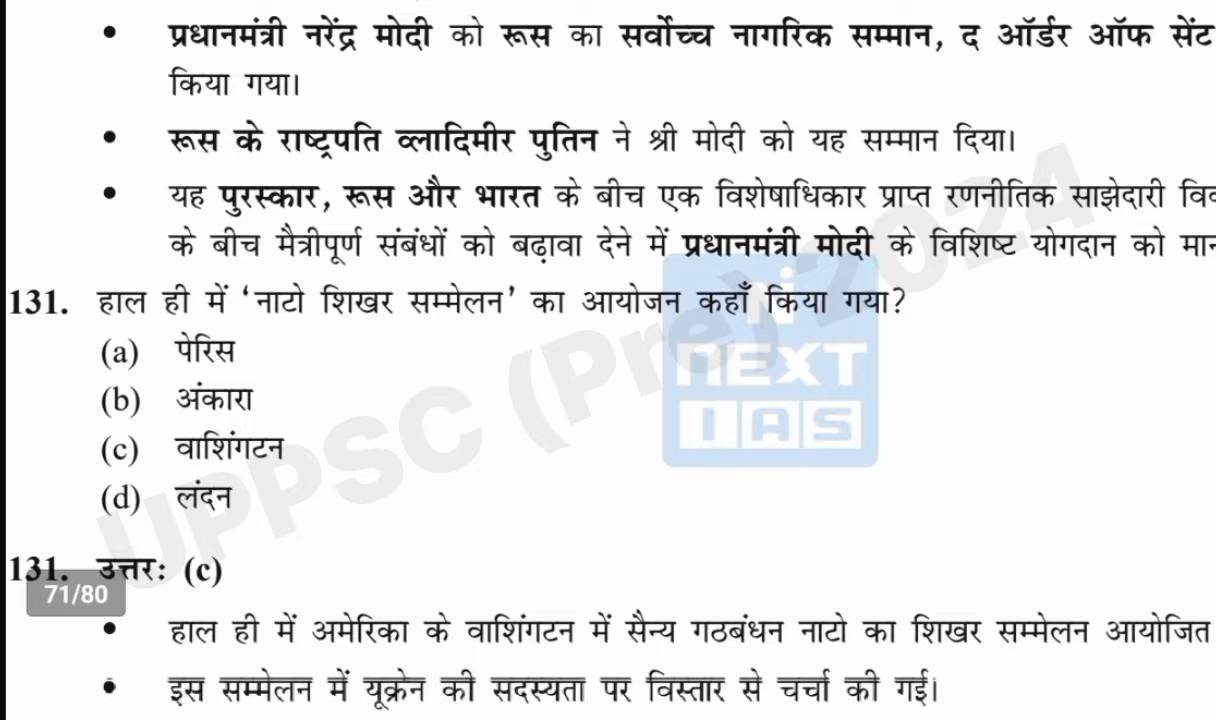 • प्रधानमंत्री नरेंद्र मोदी को रूस का सर्वोच्च नागरिक सम्मान, द ऑर्डर ऑफ सेंट
किया गया।
• रूस के राष्ट्रपति व्लादिमीर पुतिन ने श्री मोदी को यह सम्मान दिया।
• यह पुरस्कार, रूस और भारत के बीच एक विशेषाधिकार प्राप्त रणनीतिक साझेदारी
के बीच मैत्रीपूर्ण संबंधों को बढ़ावा देने में प्रधानमंत्री मोदी के विशिष्ट योगदान को
131. हाल ही में ‘नाटो शिखर सम्मेलन’ का आयोजन कहाँ किया गया?
(a) पेरिस
(b) अंकारा
(c) वाशिंगटन
(d) लंदन
131. उत्तरः (c)
71/80
• हाल ही में अमेरिका के वाशिंगटन में सैन्य गठबंधन नाटो का शिखर सम्मेलन आयोजित
• इस सम्मेलन में यूक्रेन की सदस्यता पर विस्तार से चर्चा की गई।
UPPSC (Pre) 2024
N
NEXT
IAS